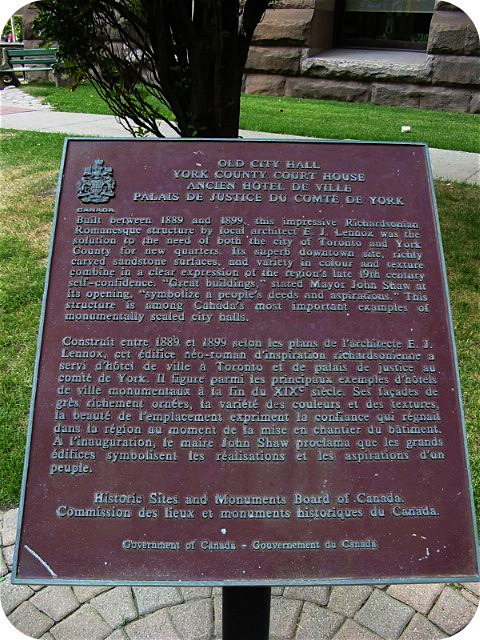 OLD CITY HALL
YORK COUNTY COURT HOUSE
ANCIEN HÔTEL DE VILLE
PALAIS DE JUSTICE DU COMTÉ DE YORK
CANADA
Built between 1889 and 1899, this impressive Richardsonian
Romanesque structure by local architect E. J. Lennox was the
solution to the need of both the city of Toronto and York
County for new quarters. Its superb downtown site, richly
carved sandstone surfaces, and variety in colour and texture
combine in a clear expression of the region's late 19th century
self-confidence. "Great buildings," stated Mayor John Shaw at
its opening, "symbolize a people's deeds and aspirations." This
structure is among Canada's most important examples of
monumentally scaled city halls.
Construit entre 1889 et 1899 selon les plans de l'architecte E. J.
Lennox, cet édifice néo-roman d'inspiration richardsonienne a
servi d'hôtel de ville à Toronto et de palais de justice au
comté de York. Il figure parmi les principaux exemples d'hôtels
de ville monumentaux à la fin du XIXe siècle. Ses façades de
grès richement ornées, la variété des couleurs et des textures,
la beauté de l'emplacement expriment la confiance qui régnait
dans la région au moment de la mise en chantier du bâtiment.
À l'inauguration, le maire John Shaw proclama que les grands
édifices symbolisent les réalisations et les aspirations d'un
peuple.
Historic Sites and Monuments Board of Canada.
Commission des lieux et monuments historiques du Canada.
Government of Canada - Gouvernement du Canada